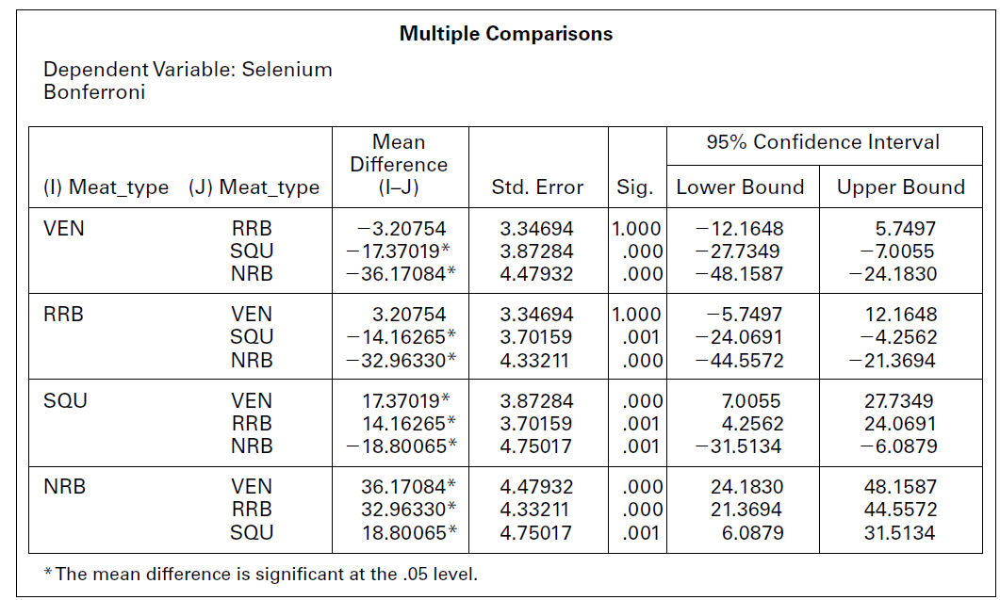 Multiple Comparisons
Dependent Variable: Selenium
Bonferroni
(I) Meat_type (J) Meat_type Mean Difference (I–J) Std. Error Sig. 95% Confidence Interval Lower Bound Upper Bound
VEN RRB −3.20754 3.34694 1.000 −12.1648 5.7497
SQU −17.37019* 3.87284 .000 −27.7349 −7.0055
NRB −36.17084* 4.47932 .000 −48.1587 −24.1830
RRB VEN 3.20754 3.34694 1.000 −5.7497 12.1648
SQU −14.16265* 3.70159 .001 −24.0691 −4.2562
NRB −32.96330* 4.33211 .000 −44.5572 −21.3694
SQU VEN 17.37019* 3.87284 .000 7.0055 27.7349
RRB 14.16265* 3.70159 .001 4.2562 24.0691
NRB −18.80065* 4.75017 .001 −31.5134 −6.0879
NRB VEN 36.17084* 4.47932 .000 24.1830 48.1587
RRB 32.96330* 4.33211 .000 21.3694 44.5572
SQU 18.80065* 4.75017 .001 6.0879 31.5134
*The mean difference is significant at the .05 level.